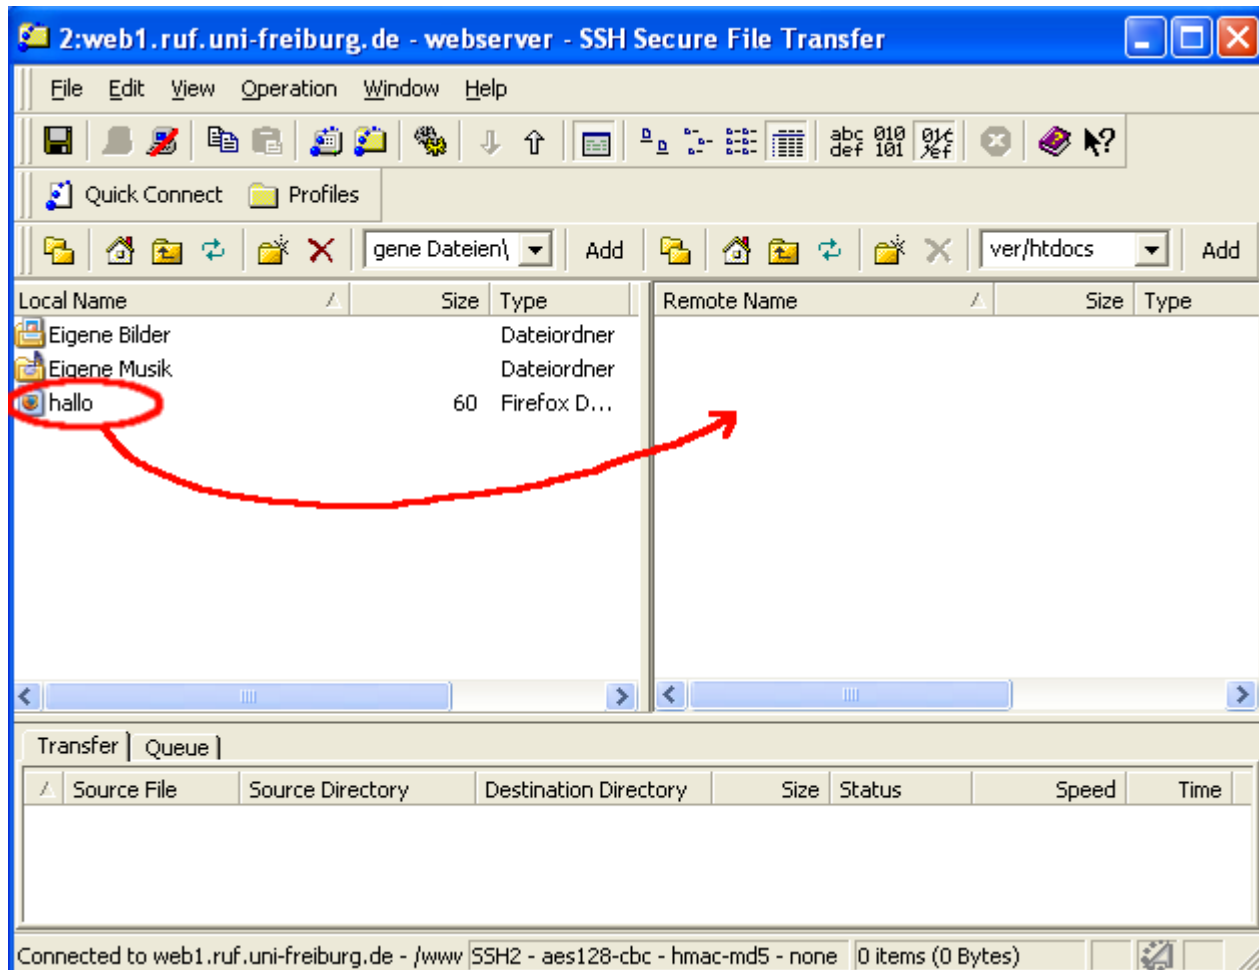 2:web1.ruf.uni-freiburg.de - webserver - SSH Secure File Transfer
File Edit View Operation Window Help
abc def 010 101
Quick Connect Profiles
gene Dateien\ Add ver/htdocs Add
Local Name Size Type Remote Name Size Type
Eigene Bilder Dateiordner
Eigene Musik Dateiordner
hallo 60 Firefox D...
Transfer Queue
Source File Source Directory Destination Directory Size Status Speed Time
Connected to web1.ruf.uni-freiburg.de - /www SSH2 - aes128-cbc - hmac-md5 - none 0 items (0 Bytes)